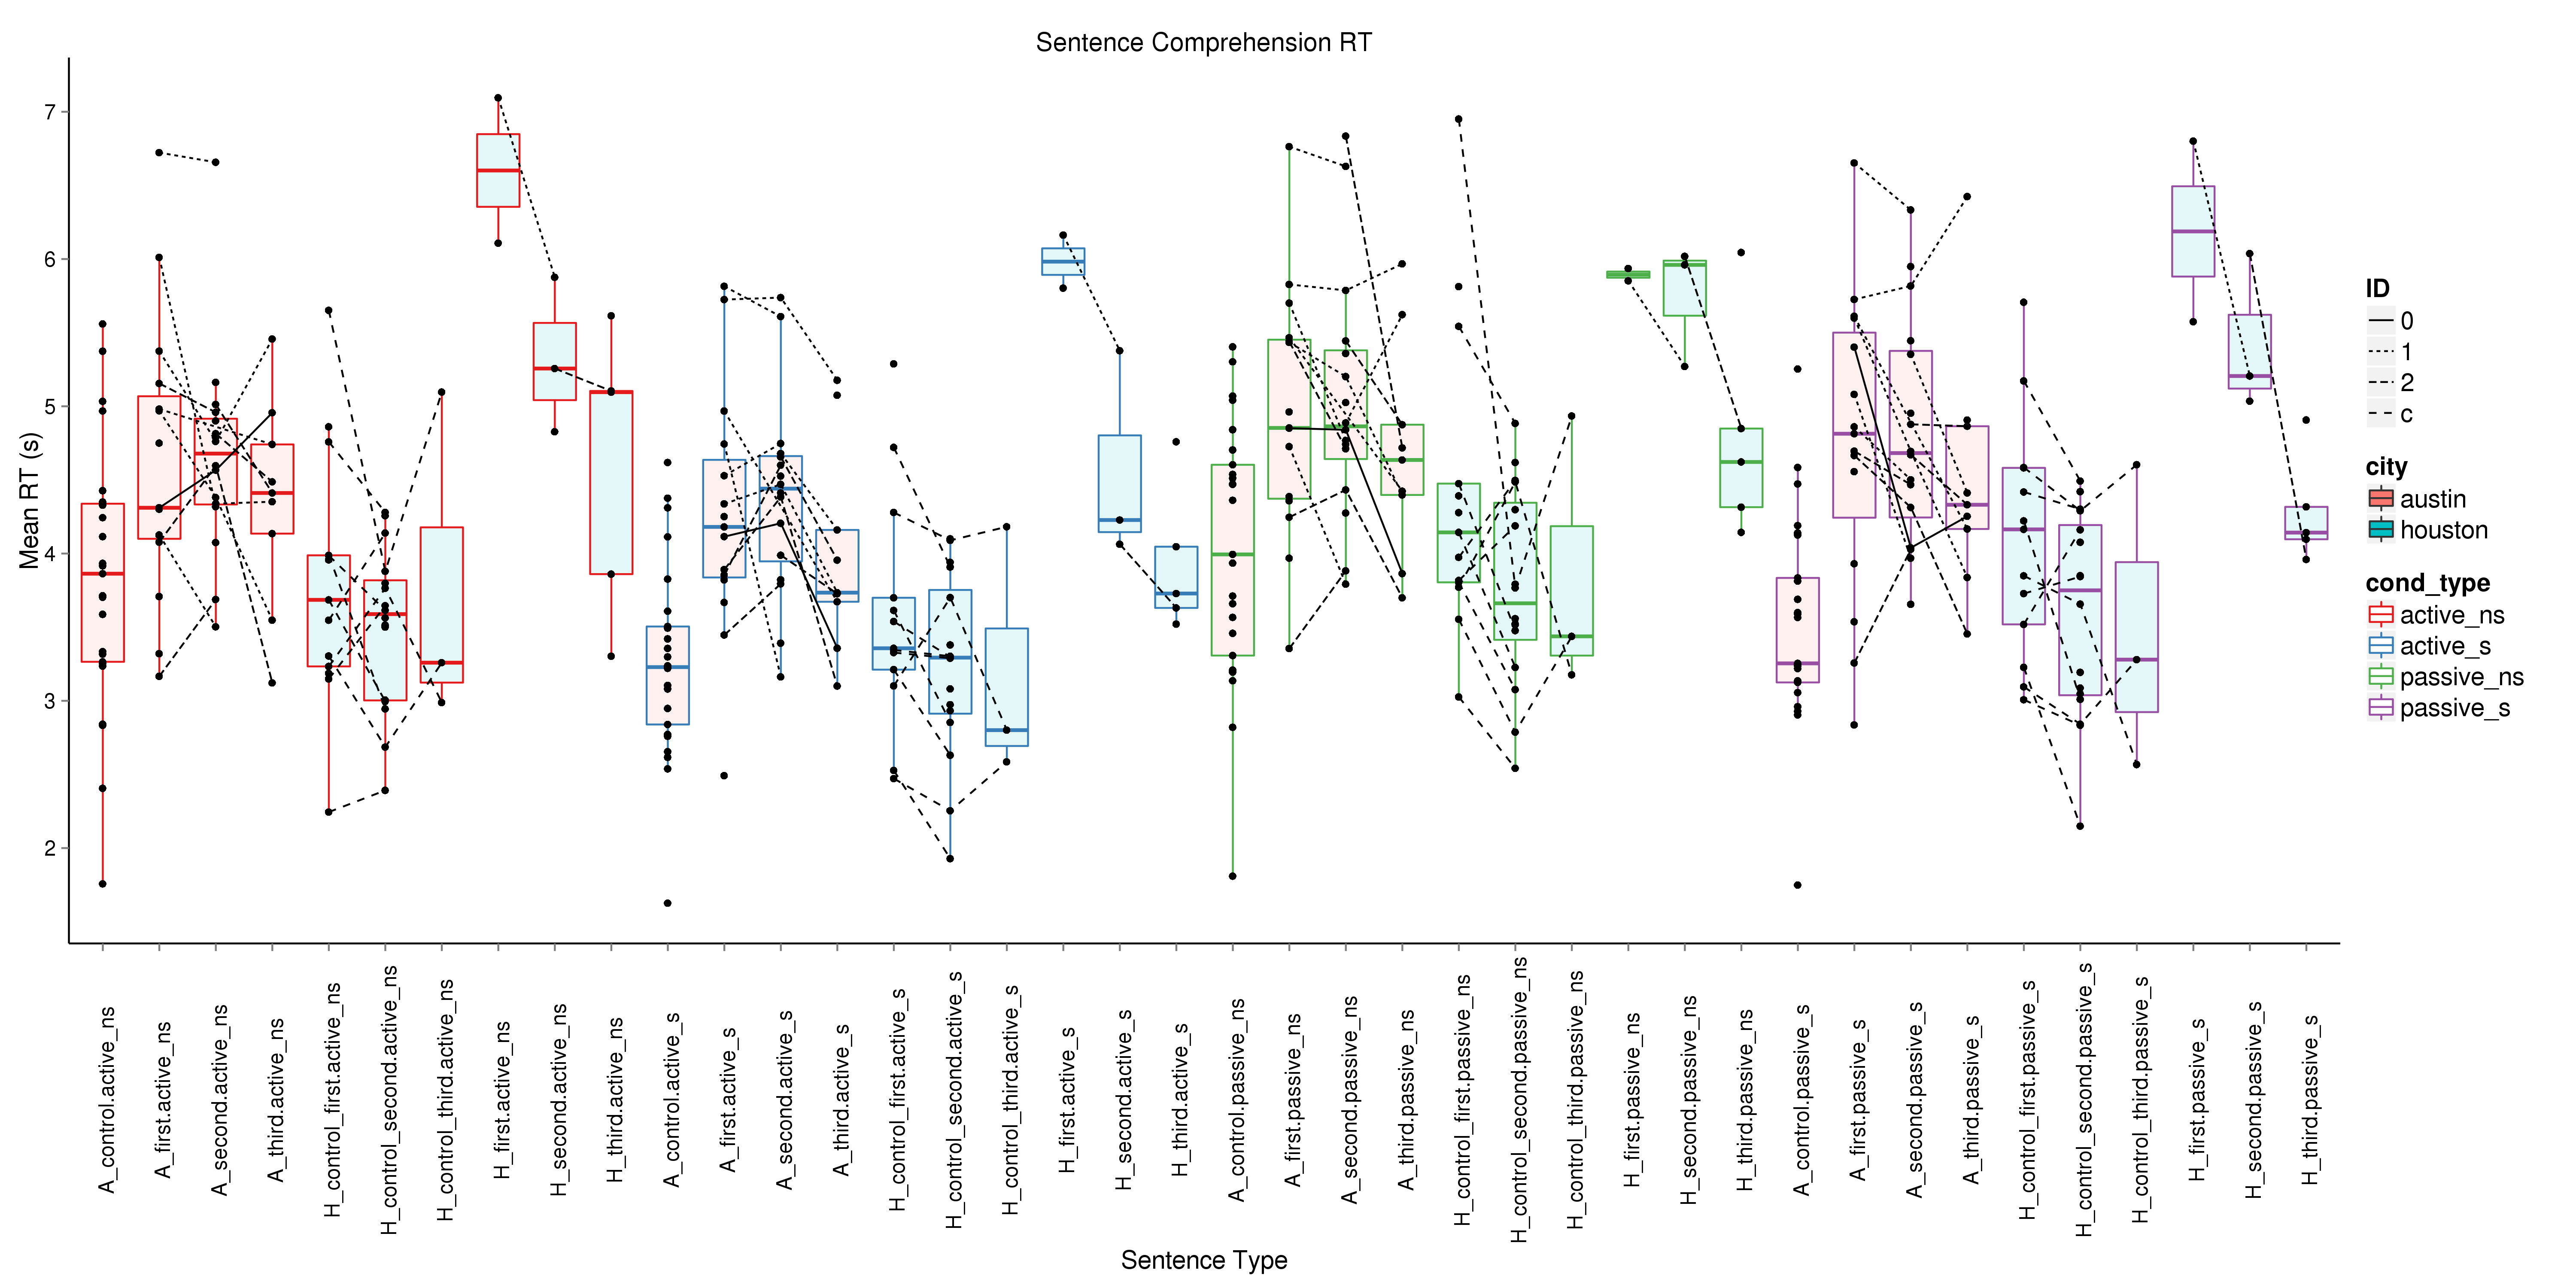 Sentence Comprehension RT
Mean RT (s)
7
6
5
4
3
2
A_control.active_ns
A_first.active_ns
A_second.active_ns
A_third.active_ns
H_control_first.active_ns
H_control_second.active_ns
H_control_third.active_ns
H_first.active_ns
H_second.active_ns
H_third.active_ns
A_control.active_s
A_first.active_s
A_second.active_s
A_third.active_s
H_control_first.active_s
H_control_second.active_s
H_control_third.active_s
H_first.active_s
H_second.active_s
H_third.active_s
A_control.passive_ns
A_first.passive_ns
A_second.passive_ns
A_third.passive_ns
H_control_first.passive_ns
H_control_second.passive_ns
H_control_third.passive_ns
H_first.passive_ns
H_second.passive_ns
H_third.passive_ns
A_control.passive_s
A_first.passive_s
A_second.passive_s
A_third.passive_s
H_control_first.passive_s
H_control_second.passive_s
H_control_third.passive_s
H_first.passive_s
H_second.passive_s
H_third.passive_s
Sentence Type
ID
0
1
2
c
city
austin
houston
cond_type
active_ns
active_s
passive_ns
passive_s